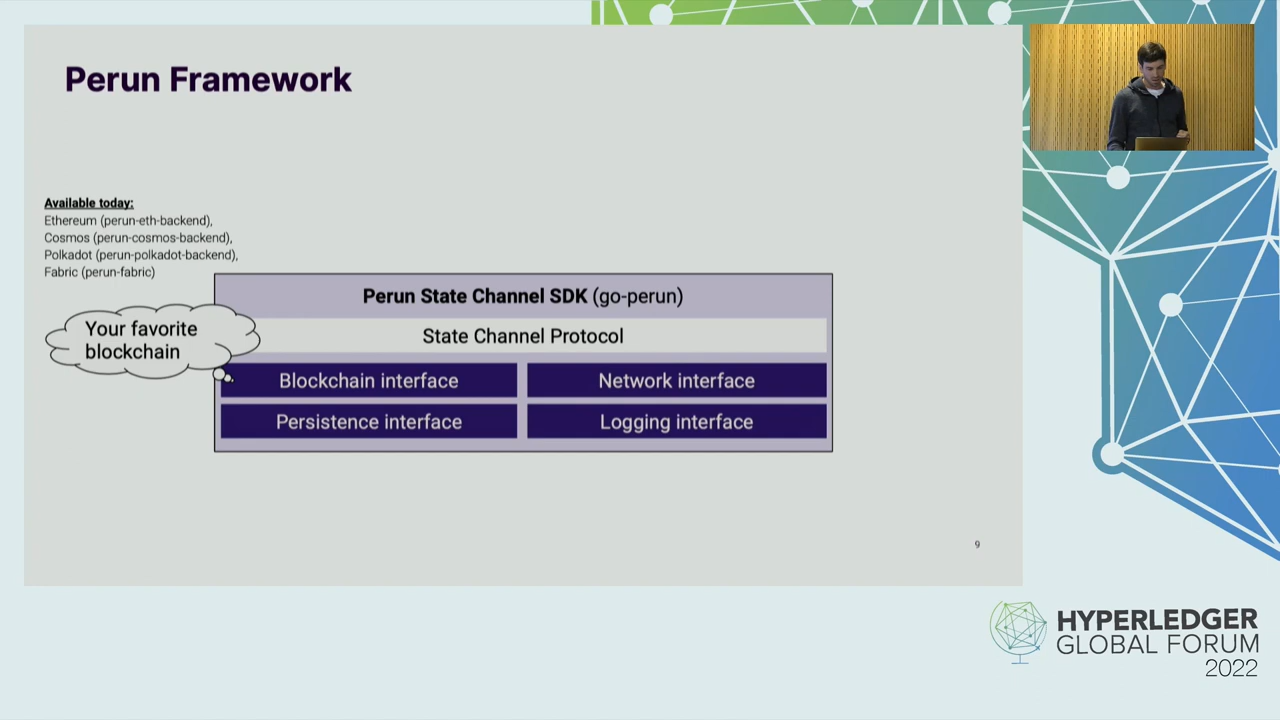 Perun Framework
Available today:
Ethereum (perun-eth-backend),
Cosmos (perun-cosmos-backend),
Polkadot (perun-polkadot-backend),
Fabric (perun-fabric)
Your favorite
blockchain
Perun State Channel SDK (go-perun)
State Channel Protocol
Blockchain interface
Network interface
Persistence interface
Logging interface
9
HYPERLEDGER
GLOBAL FORUM
2022